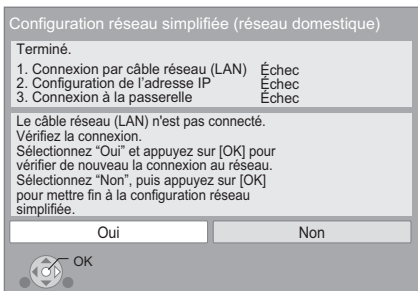 Configuration réseau simplifiée (réseau domestique)
Terminé.
1. Connexion par câble réseau (LAN) Échec
2. Configuration de l'adresse IP Échec
3. Connexion à la passerelle Échec
Le câble réseau (LAN) n'est pas connecté.
Vérifiez la connexion.
Sélectionnez “Oui” et appuyez sur [OK] pour
vérifier de nouveau la connexion au réseau.
Sélectionnez “Non”, puis appuyez sur [OK]
pour mettre fin à la configuration réseau
simplifiée.
Oui Non
OK